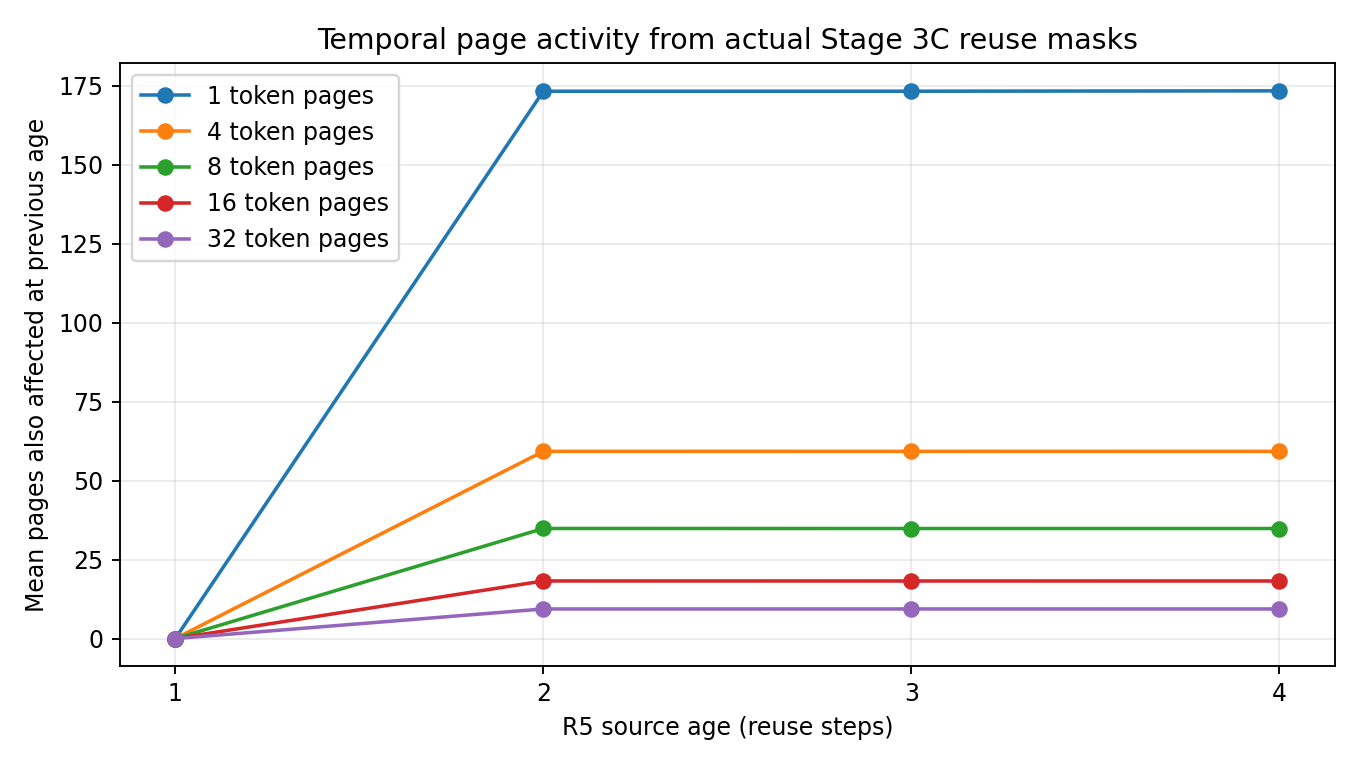 Temporal page activity from actual Stage 3C reuse masks
Mean pages also affected at previous age
175
150
125
100
75
50
25
0
1 token pages
4 token pages
8 token pages
16 token pages
32 token pages
1
2
3
4
R5 source age (reuse steps)